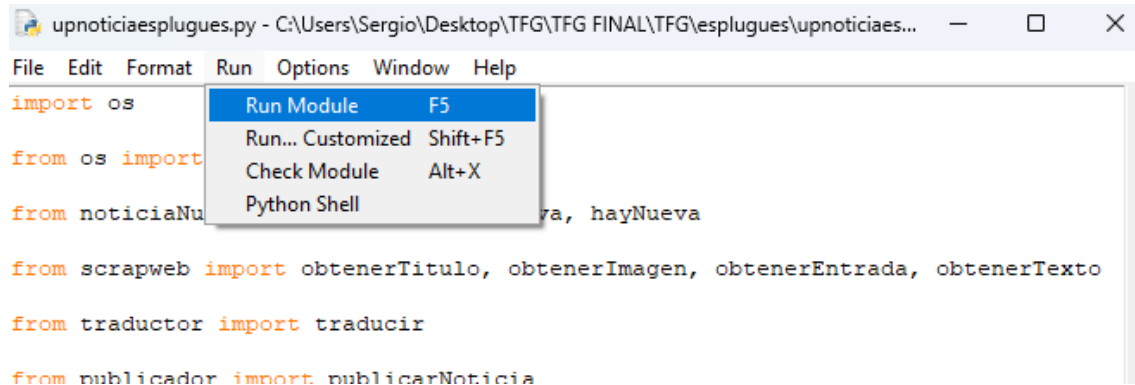 upnoticiaesplugues.py - C:\Users\Sergio\Desktop\TFG\TFG FINAL\TFG\esplugues\upnoticiaes...
File Edit Format Run Options Window Help
import os
Run Module F5
Run... Customized Shift+F5
from os import
Check Module Alt+X
Python Shell
from noticiaNu va, hayNueva
from scrapweb import obtenerTitulo, obtenerImagen, obtenerEntrada, obtenerTexto
from traductor import traducir
from publicador import publicarNoticia